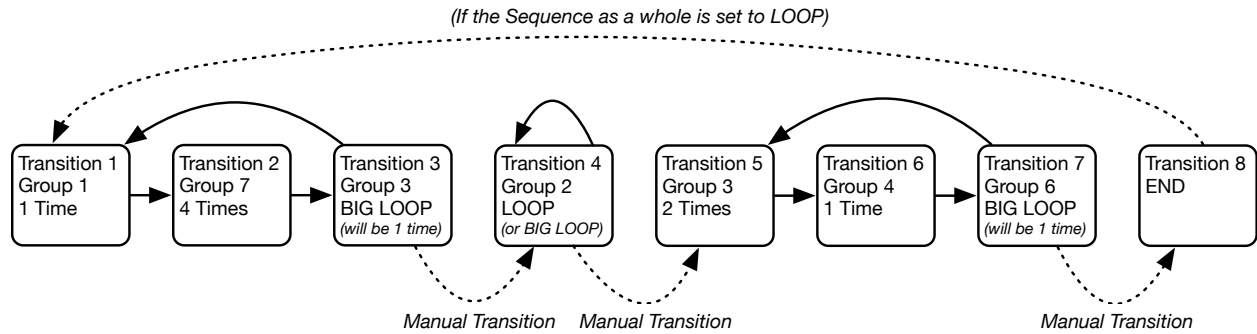 (If the Sequence as a whole is set to LOOP)
Transition 1
Group 1
1 Time
Transition 2
Group 7
4 Times
Transition 3
Group 3
BIG LOOP
(will be 1 time)
Transition 4
Group 2
LOOP
(or BIG LOOP)
Transition 5
Group 3
2 Times
Transition 6
Group 4
1 Time
Transition 7
Group 6
BIG LOOP
(will be 1 time)
Transition 8
END
Manual Transition
Manual Transition
Manual Transition